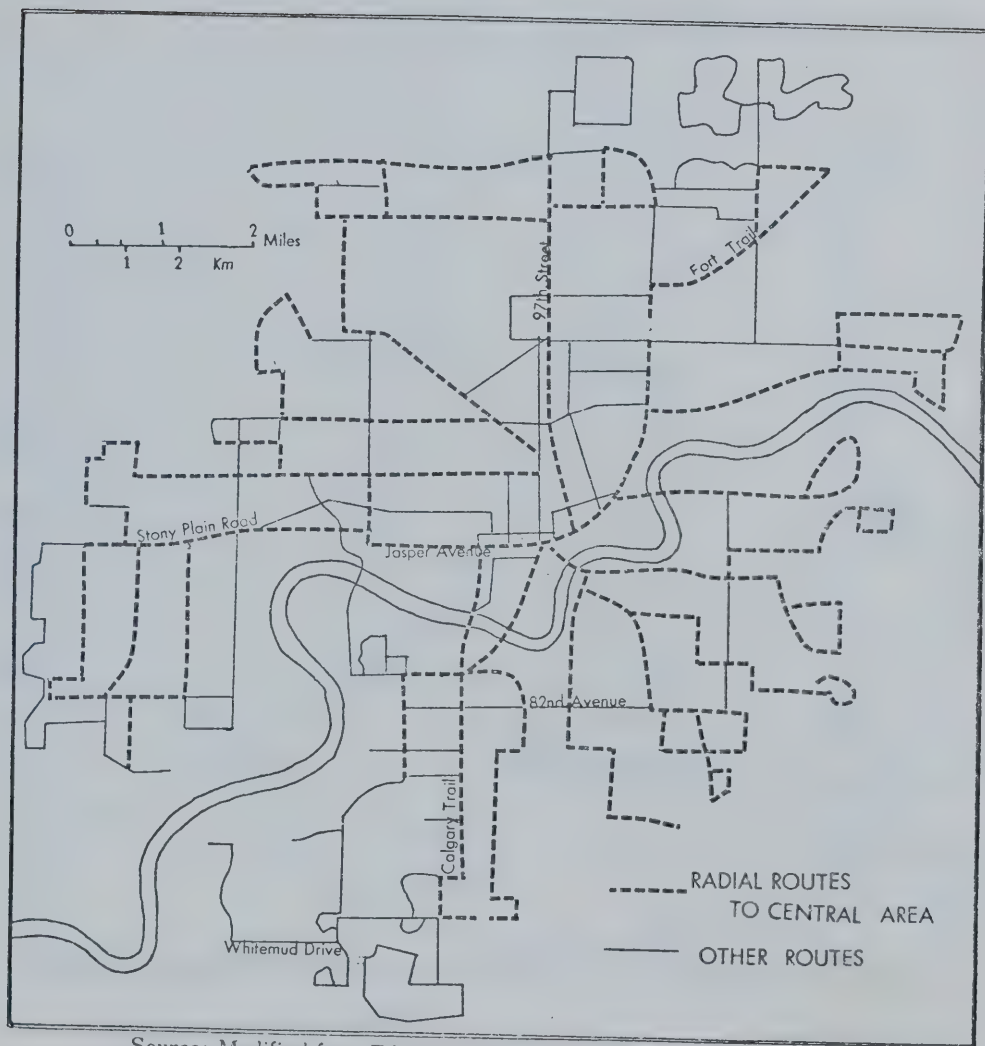 0 1 2 Miles
1 2 Km
97th Street
Fort Trail
Stony Plain Road
Jasper Avenue
82nd Avenue
Calgary Trail
Whitemud Drive
RADIAL ROUTES
TO CENTRAL AREA
OTHER ROUTES
Source: Modified from